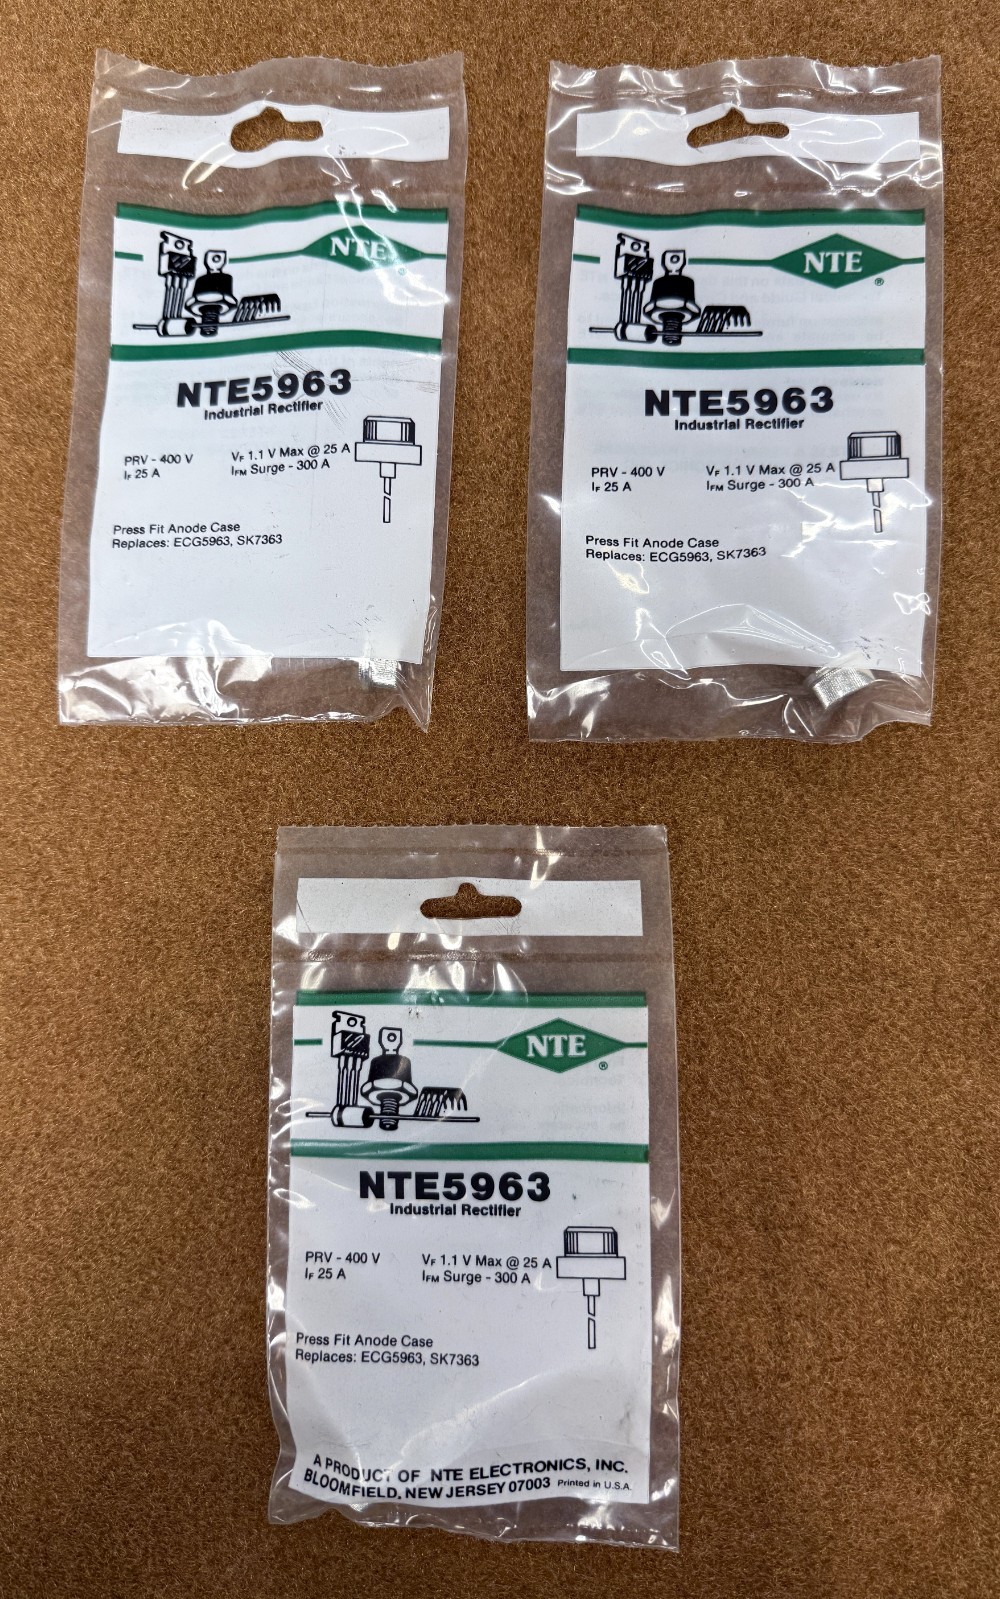 NTE
®
NTE5963
Industrial Rectifier
PRV - 400 V VF 1.1 V Max @ 25 A
IF 25 A IFM Surge - 300 A
Press Fit Anode Case
Replaces: ECG5963, SK7363
NTE
®
NTE5963
Industrial Rectifier
PRV - 400 V VF 1.1 V Max @ 25 A
IF 25 A IFM Surge - 300 A
Press Fit Anode Case
Replaces: ECG5963, SK7363
NTE
®
NTE5963
Industrial Rectifier
PRV - 400 V VF 1.1 V Max @ 25 A
IF 25 A IFM Surge - 300 A
Press Fit Anode Case
Replaces: ECG5963, SK7363
A PRODUCT OF NTE ELECTRONICS, INC.
BLOOMFIELD, NEW JERSEY 07003 Printed in U.S.A.